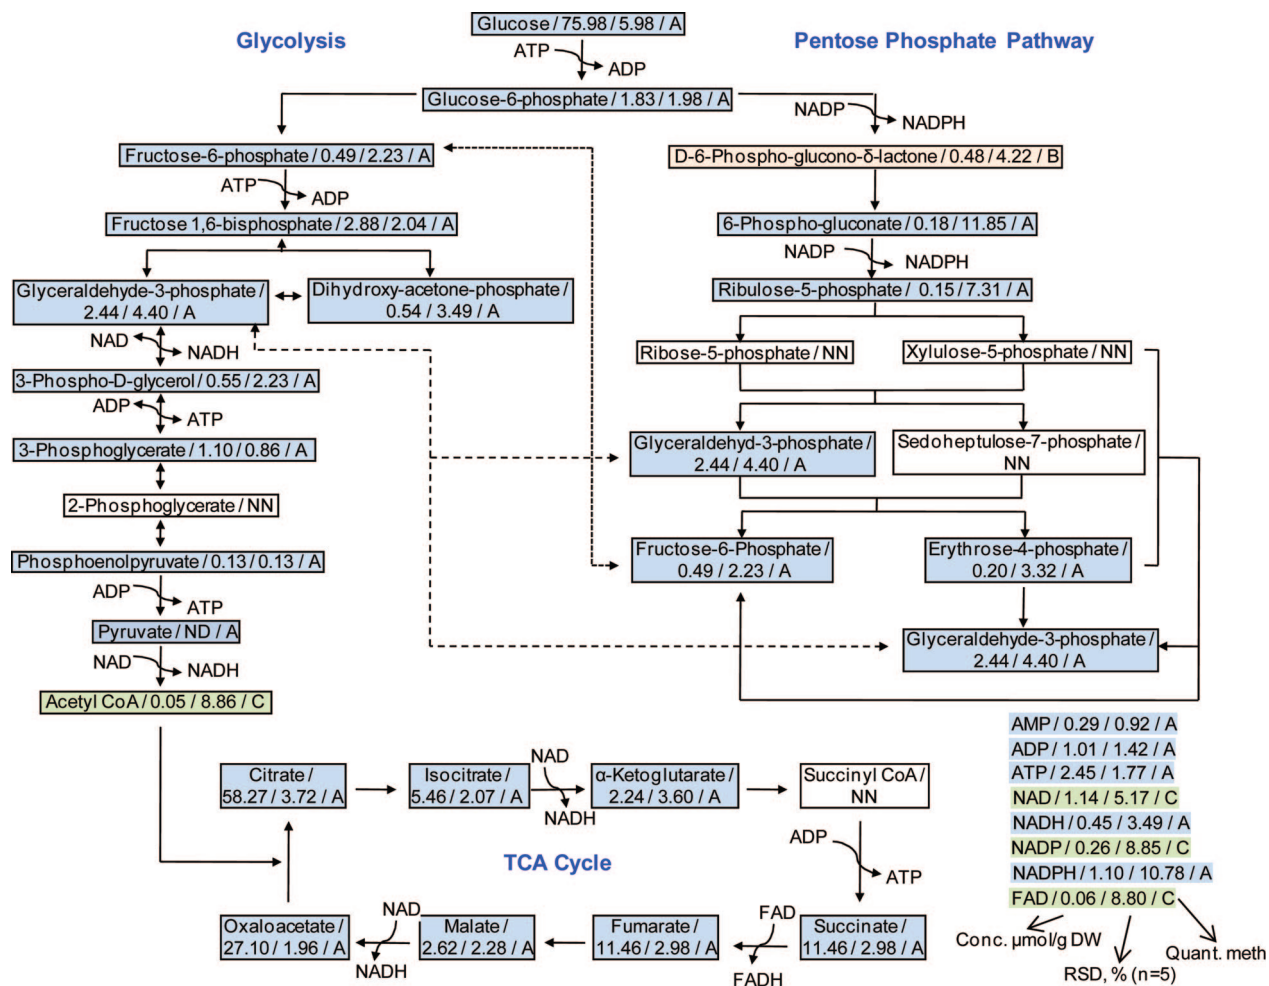 Glucose / 75.98 / 5.98 / A
Glycolysis
Pentose Phosphate Pathway
ATP
ADP
Glucose-6-phosphate / 1.83 / 1.98 / A
NADP
NADPH
Fructose-6-phosphate / 0.49 / 2.23 / A
D-6-Phospho-glucono-δ-lactone / 0.48 / 4.22 / B
ATP
ADP
Fructose 1,6-bisphosphate / 2.88 / 2.04 / A
6-Phospho-gluconate / 0.18 / 11.85 / A
NADP
NADPH
Glyceraldehyde-3-phosphate /
2.44 / 4.40 / A
Dihydroxy-acetone-phosphate /
0.54 / 3.49 / A
Ribulose-5-phosphate / 0.15 / 7.31 / A
NAD
NADH
Ribose-5-phosphate / NN
Xylulose-5-phosphate / NN
3-Phospho-D-glycerol / 0.55 / 2.23 / A
ADP
ATP
3-Phosphoglycerate / 1.10 / 0.86 / A
Glyceraldehyd-3-phosphate /
2.44 / 4.40 / A
Sedoheptulose-7-phosphate /
NN
2-Phosphoglycerate / NN
Phosphoenolpyruvate / 0.13 / 0.13 / A
Fructose-6-Phosphate /
0.49 / 2.23 / A
Erythrose-4-phosphate /
0.20 / 3.32 / A
ADP
ATP
Pyruvate / ND / A
Glyceraldehyde-3-phosphate /
2.44 / 4.40 / A
NAD
NADH
Acetyl CoA / 0.05 / 8.86 / C
Citrate /
58.27 / 3.72 / A
Isocitrate /
5.46 / 2.07 / A
NAD
NADH
α-Ketoglutarate /
2.24 / 3.60 / A
Succinyl CoA /
NN
TCA Cycle
ADP
ATP
Oxaloacetate /
27.10 / 1.96 / A
NAD
NADH
Malate /
2.62 / 2.28 / A
Fumarate /
11.46 / 2.98 / A
FAD
FADH
Succinate /
11.46 / 2.98 / A
AMP / 0.29 / 0.92 / A
ADP / 1.01 / 1.42 / A
ATP / 2.45 / 1.77 / A
NAD / 1.14 / 5.17 / C
NADH / 0.45 / 3.49 / A
NADP / 0.26 / 8.85 / C
NADPH / 1.10 / 10.78 / A
FAD / 0.06 / 8.80 / C
Conc. μmol/g DW
RSD, % (n=5)
Quant. meth